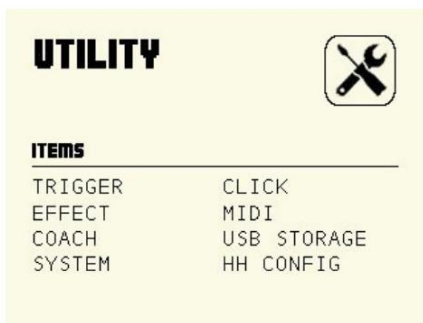 UTILITY
ITEMS
TRIGGER CLICK
EFFECT MIDI
COACH USB STORAGE
SYSTEM HH CONFIG